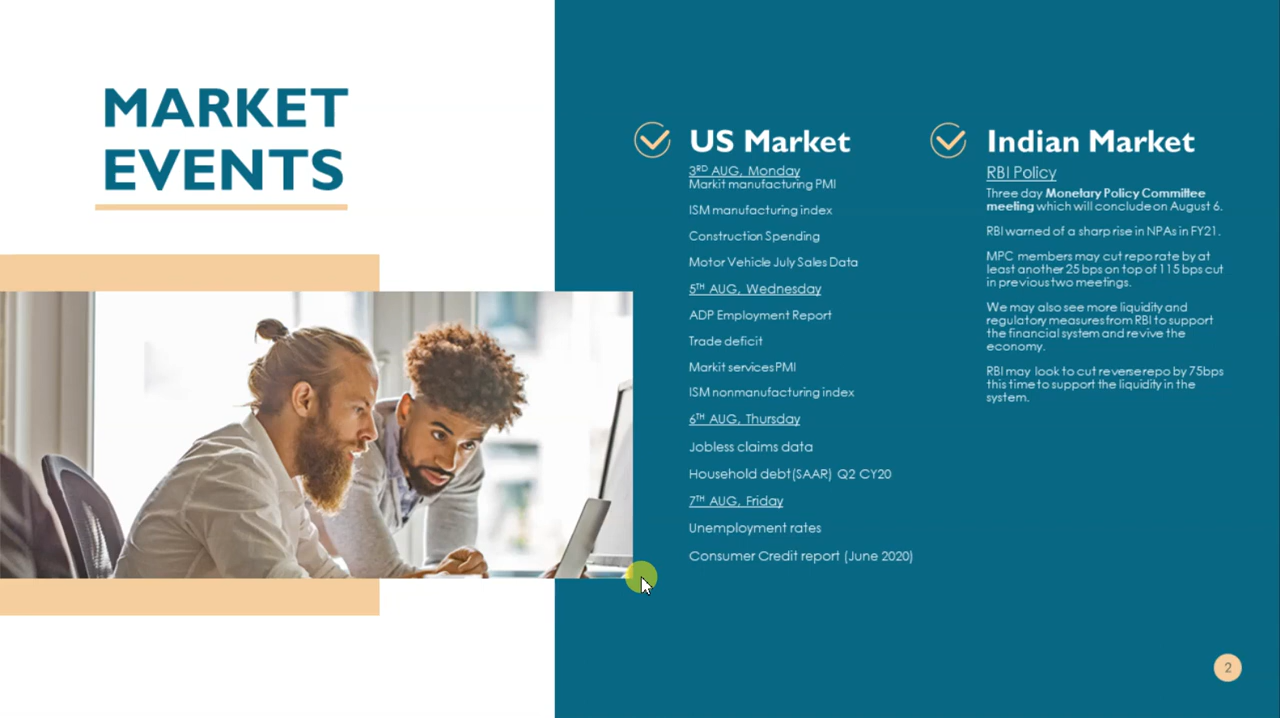 MARKET
EVENTS
US Market
3RD AUG, Monday
Markit manufacturing PMI
ISM manufacturing index
Construction Spending
Motor Vehicle July Sales Data
5TH AUG, Wednesday
ADP Employment Report
Trade deficit
Markit services PMI
ISM nonmanufacturing index
6TH AUG, Thursday
Jobless claims data
Household debt(SAAR) Q2 CY20
7TH AUG, Friday
Unemployment rates
Consumer Credit report (June 2020)
Indian Market
RBI Policy
Three day Monetary Policy Committee
meeting which will conclude on August 6.
RBI warned of a sharp rise in NPAs in FY21.
MPC members may cut repo rate by at
least another 25 bps on top of 115 bps cut
in previous two meetings.
We may also see more liquidity and
regulatory measures from RBI to support
the financial system and revive the
economy.
RBI may look to cut reverse repo by 75bps
this time to support the liquidity in the
system.
2